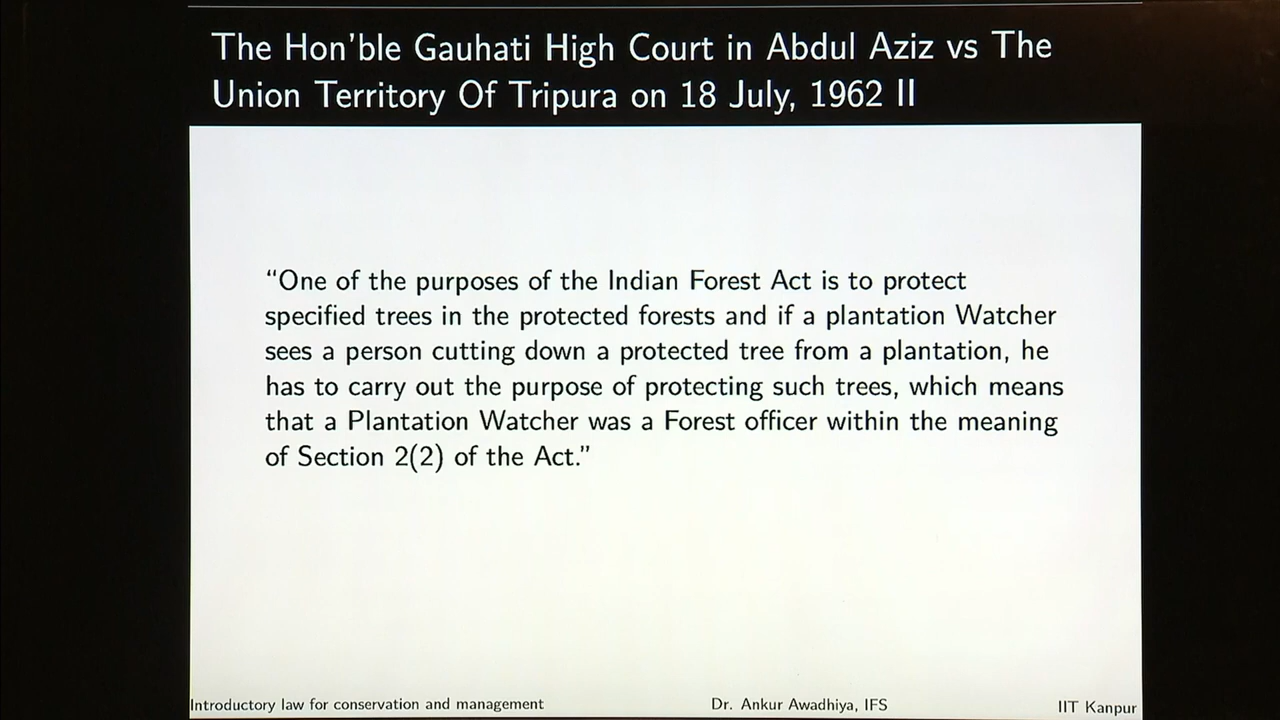 The Hon’ble Gauhati High Court in Abdul Aziz vs The
Union Territory Of Tripura on 18 July, 1962 II
“One of the purposes of the Indian Forest Act is to protect
specified trees in the protected forests and if a plantation Watcher
sees a person cutting down a protected tree from a plantation, he
has to carry out the purpose of protecting such trees, which means
that a Plantation Watcher was a Forest officer within the meaning
of Section 2(2) of the Act.”
Introductory law for conservation and management Dr. Ankur Awadhiya, IFS IIT Kanpur